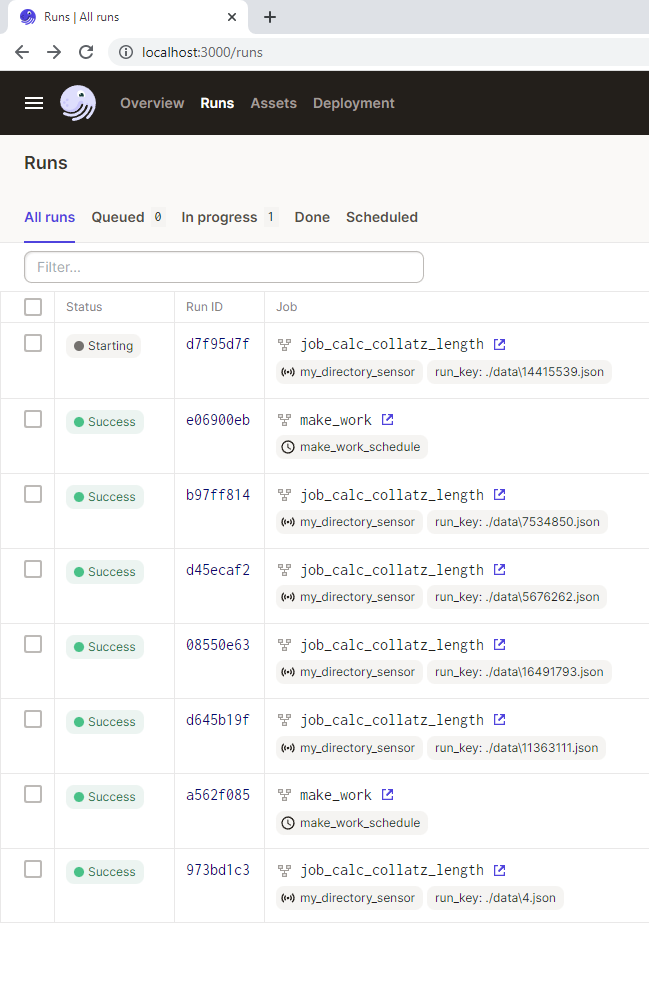 Runs | All runs
localhost:3000/runs
Overview Runs Assets Deployment
Runs
All runs Queued 0 In progress 1 Done Scheduled
Filter...
Status Run ID Job
Starting d7f95d7f job_calc_collatz_length
my_directory_sensor run_key: ./data\14415539.json
Success e06900eb make_work
make_work_schedule
Success b97ff814 job_calc_collatz_length
my_directory_sensor run_key: ./data\7534850.json
Success d45ecaf2 job_calc_collatz_length
my_directory_sensor run_key: ./data\5676262.json
Success 08550e63 job_calc_collatz_length
my_directory_sensor run_key: ./data\16491793.json
Success d645b19f job_calc_collatz_length
my_directory_sensor run_key: ./data\11363111.json
Success a562f085 make_work
make_work_schedule
Success 973bd1c3 job_calc_collatz_length
my_directory_sensor run_key: ./data\4.json